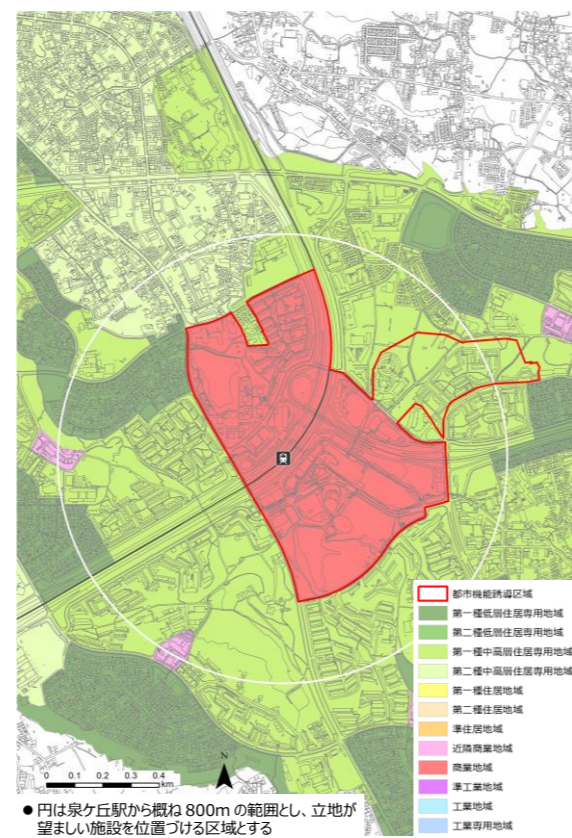 N
0 0.1 0.2 0.3 0.4
km
都市機能誘導区域
第一種低層住居専用地域
第二種低層住居専用地域
第一種中高層住居専用地域
第二種中高層住居専用地域
第一種住居地域
第二種住居地域
準住居地域
近隣商業地域
商業地域
準工業地域
工業地域
工業専用地域
● 円は泉ケ丘駅から概ね 800m の範囲とし、立地が
望ましい施設を位置づける区域とする